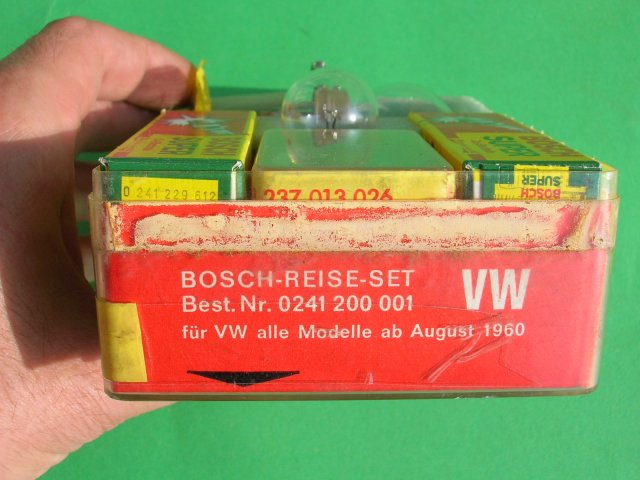 0 241 229 612
1 237 013 026
BOSCH
SUPER
BOSCH-REISE-SET
VW
Best. Nr. 0241 200 001
für VW alle Modelle ab August 1960